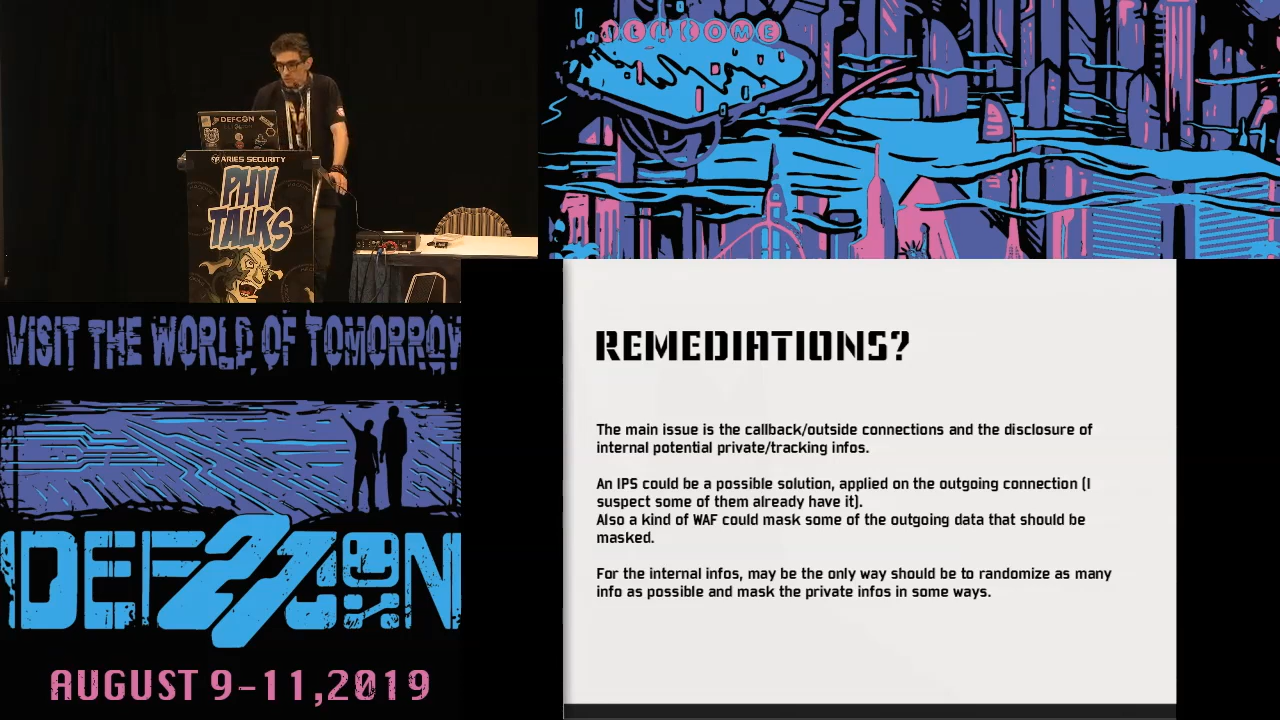 WELCOME
DEFCON
ARIES SECURITY
PHV
TALKS
VISIT THE WORLD OF TOMORROW
DEF CON 27
AUGUST 9-11,2019
REMEDIATIONS?
The main issue is the callback/outside connections and the disclosure of
internal potential private/tracking infos.
An IPS could be a possible solution, applied on the outgoing connection (I
suspect some of them already have it).
Also a kind of WAF could mask some of the outgoing data that should be
masked.
For the internal infos, may be the only way should be to randomize as many
info as possible and mask the private infos in some ways.